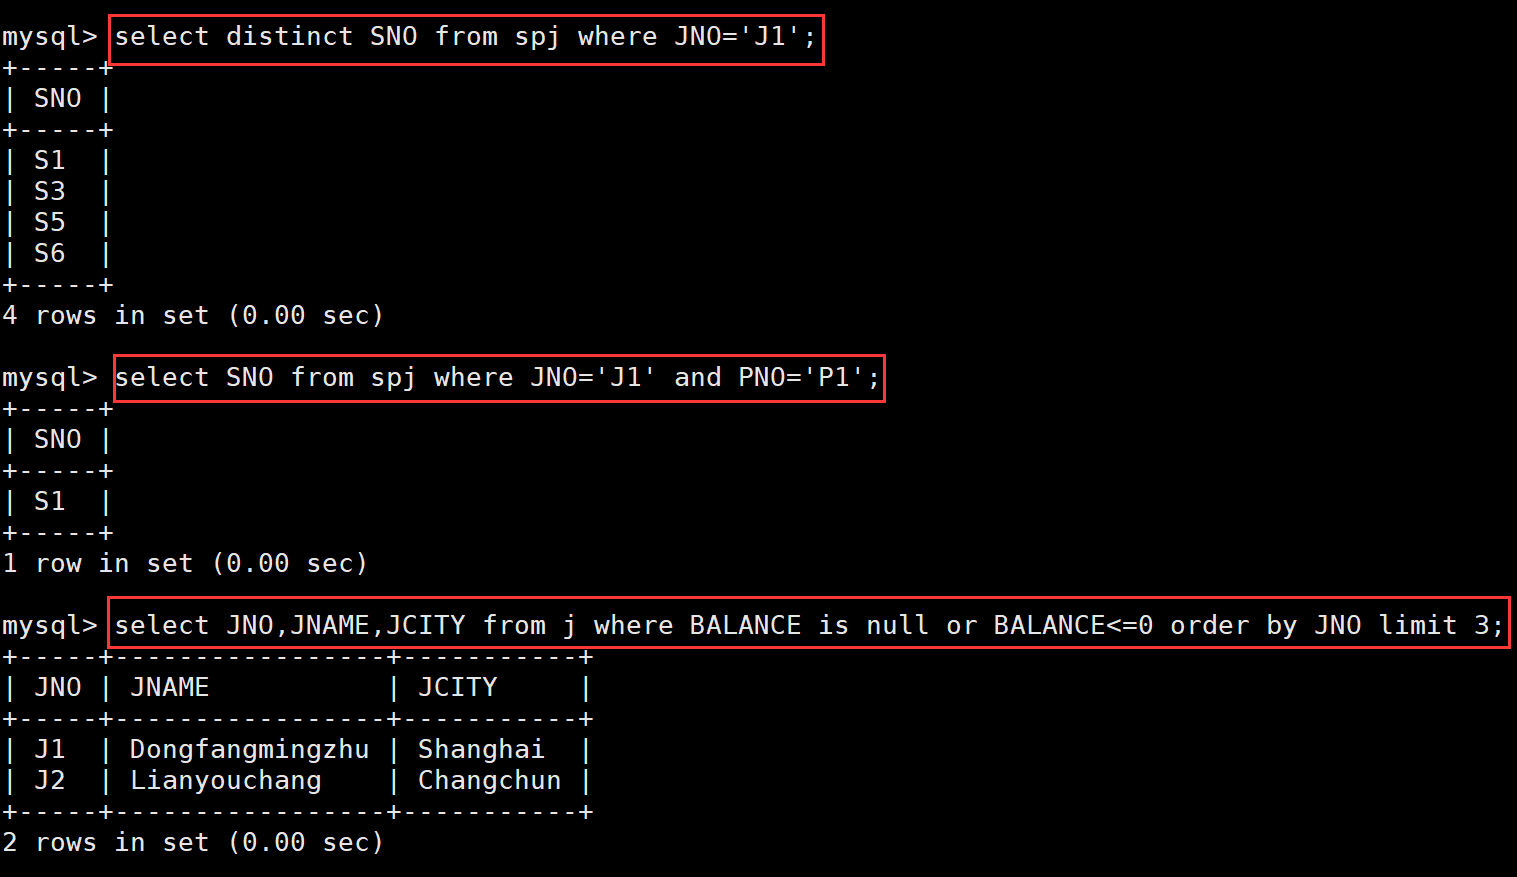 mysql> select distinct SNO from spj where JNO='J1';
+-----+
| SNO |
+-----+
| S1  |
| S3  |
| S5  |
| S6  |
+-----+
4 rows in set (0.00 sec)
mysql> select SNO from spj where JNO='J1' and PNO='P1';
+-----+
| SNO |
+-----+
| S1  |
+-----+
1 row in set (0.00 sec)
mysql> select JNO,JNAME,JCITY from j where BALANCE is null or BALANCE<=0 order by JNO limit 3;
+-----+-----------------+-----------+
| JNO | JNAME           | JCITY     |
+-----+-----------------+-----------+
| J1  | Dongfangmingzhu | Shanghai  |
| J2  | Lianyouchang    | Changchun |
+-----+-----------------+-----------+
2 rows in set (0.00 sec)